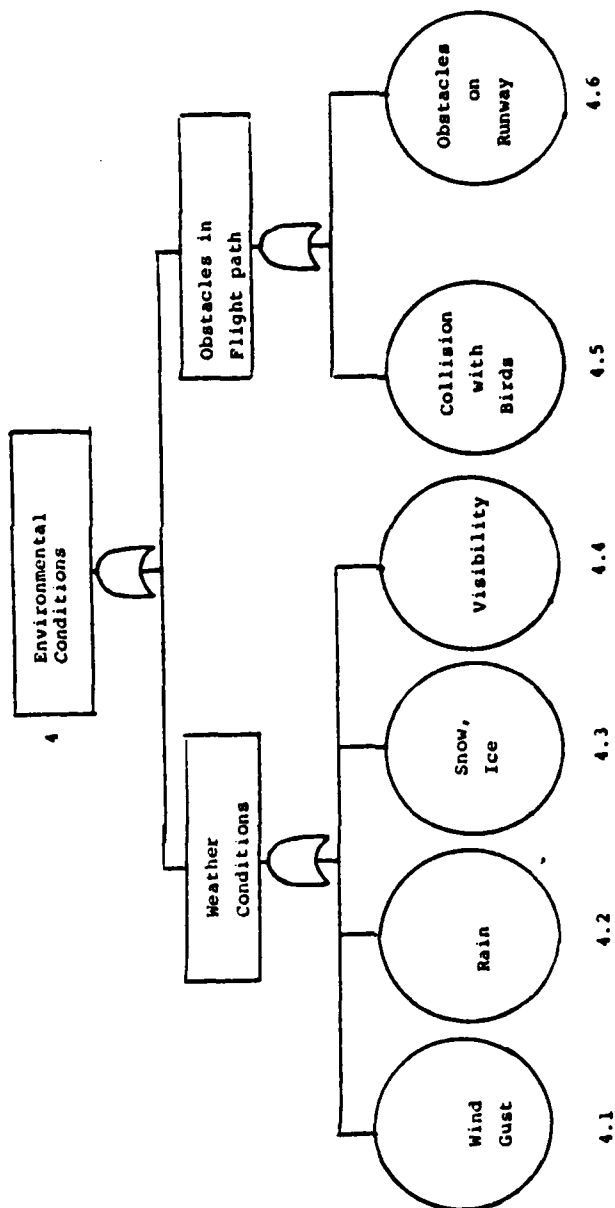 Environmental
Conditions
4
Weather
Conditions
Obstacles in
Flight path
Wind
Gust
4.1
Rain
4.2
Snow,
Ice
4.3
Visibility
4.4
Collision
with
Birds
4.5
Obstacles
on
Runway
4.6